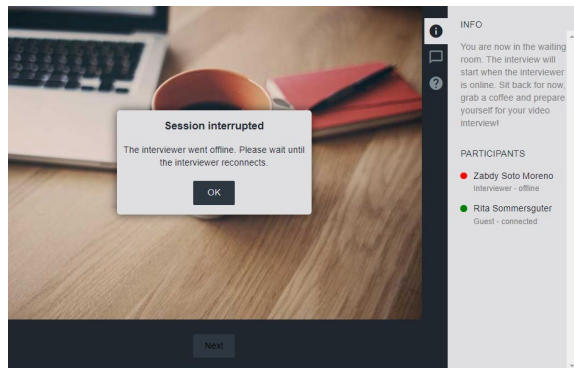 Session interrupted
The interviewer went offline. Please wait until
the interviewer reconnects.
OK
Next
INFO
You are now in the waiting
room. The interview will
start when the interviewer
is online. Sit back for now,
grab a coffee and prepare
yourself for your video
interview!
PARTICIPANTS
Zabdy Soto Moreno
Interviewer - offline
Rita Sommersguter
Guest - connected